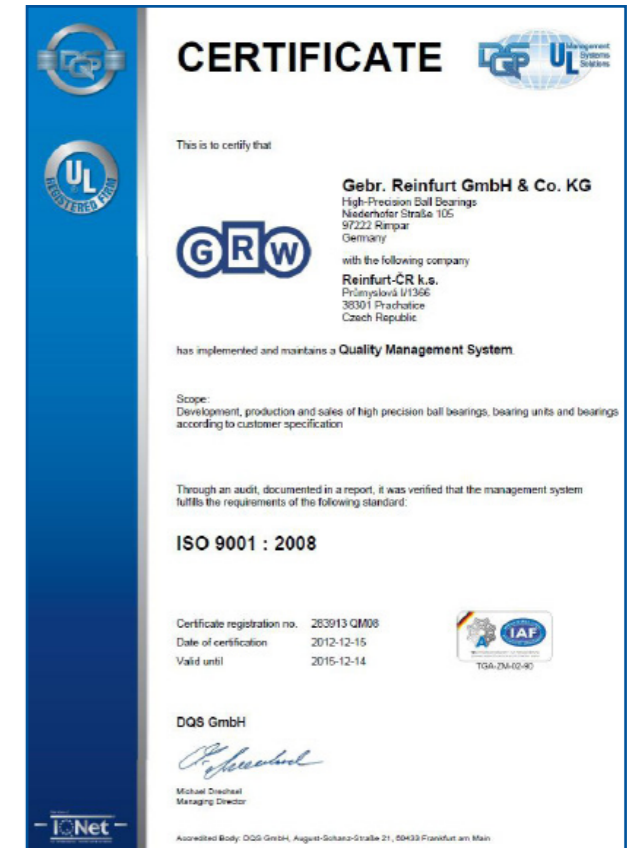 CERTIFICATE
DQS
UL
Management
Systems
Solutions
DQS
UL
REGISTERED FIRM
This is to certify that
GRW
Gebr. Reinfurt GmbH & Co. KG
High-Precision Ball Bearings
Niederhofer Straße 105
97222 Rimpar
Germany
with the following company
Reinfurt-ČR k.s.
Průmyslová I/1366
38301 Prachatice
Czech Republic
has implemented and maintains a Quality Management System.
Scope:
Development, production and sales of high precision ball bearings, bearing units and bearings
according to customer specification
Through an audit, documented in a report, it was verified that the management system
fulfills the requirements of the following standard:
ISO 9001 : 2008
Certificate registration no. 283913 QM08
Date of certification 2012-12-15
Valid until 2015-12-14
IAF
TGA-ZM-02-90
DQS GmbH
Michael Drechsel
Managing Director
IQNet
Accredited Body: DQS GmbH, August-Schanz-Straße 21, 60433 Frankfurt am Main